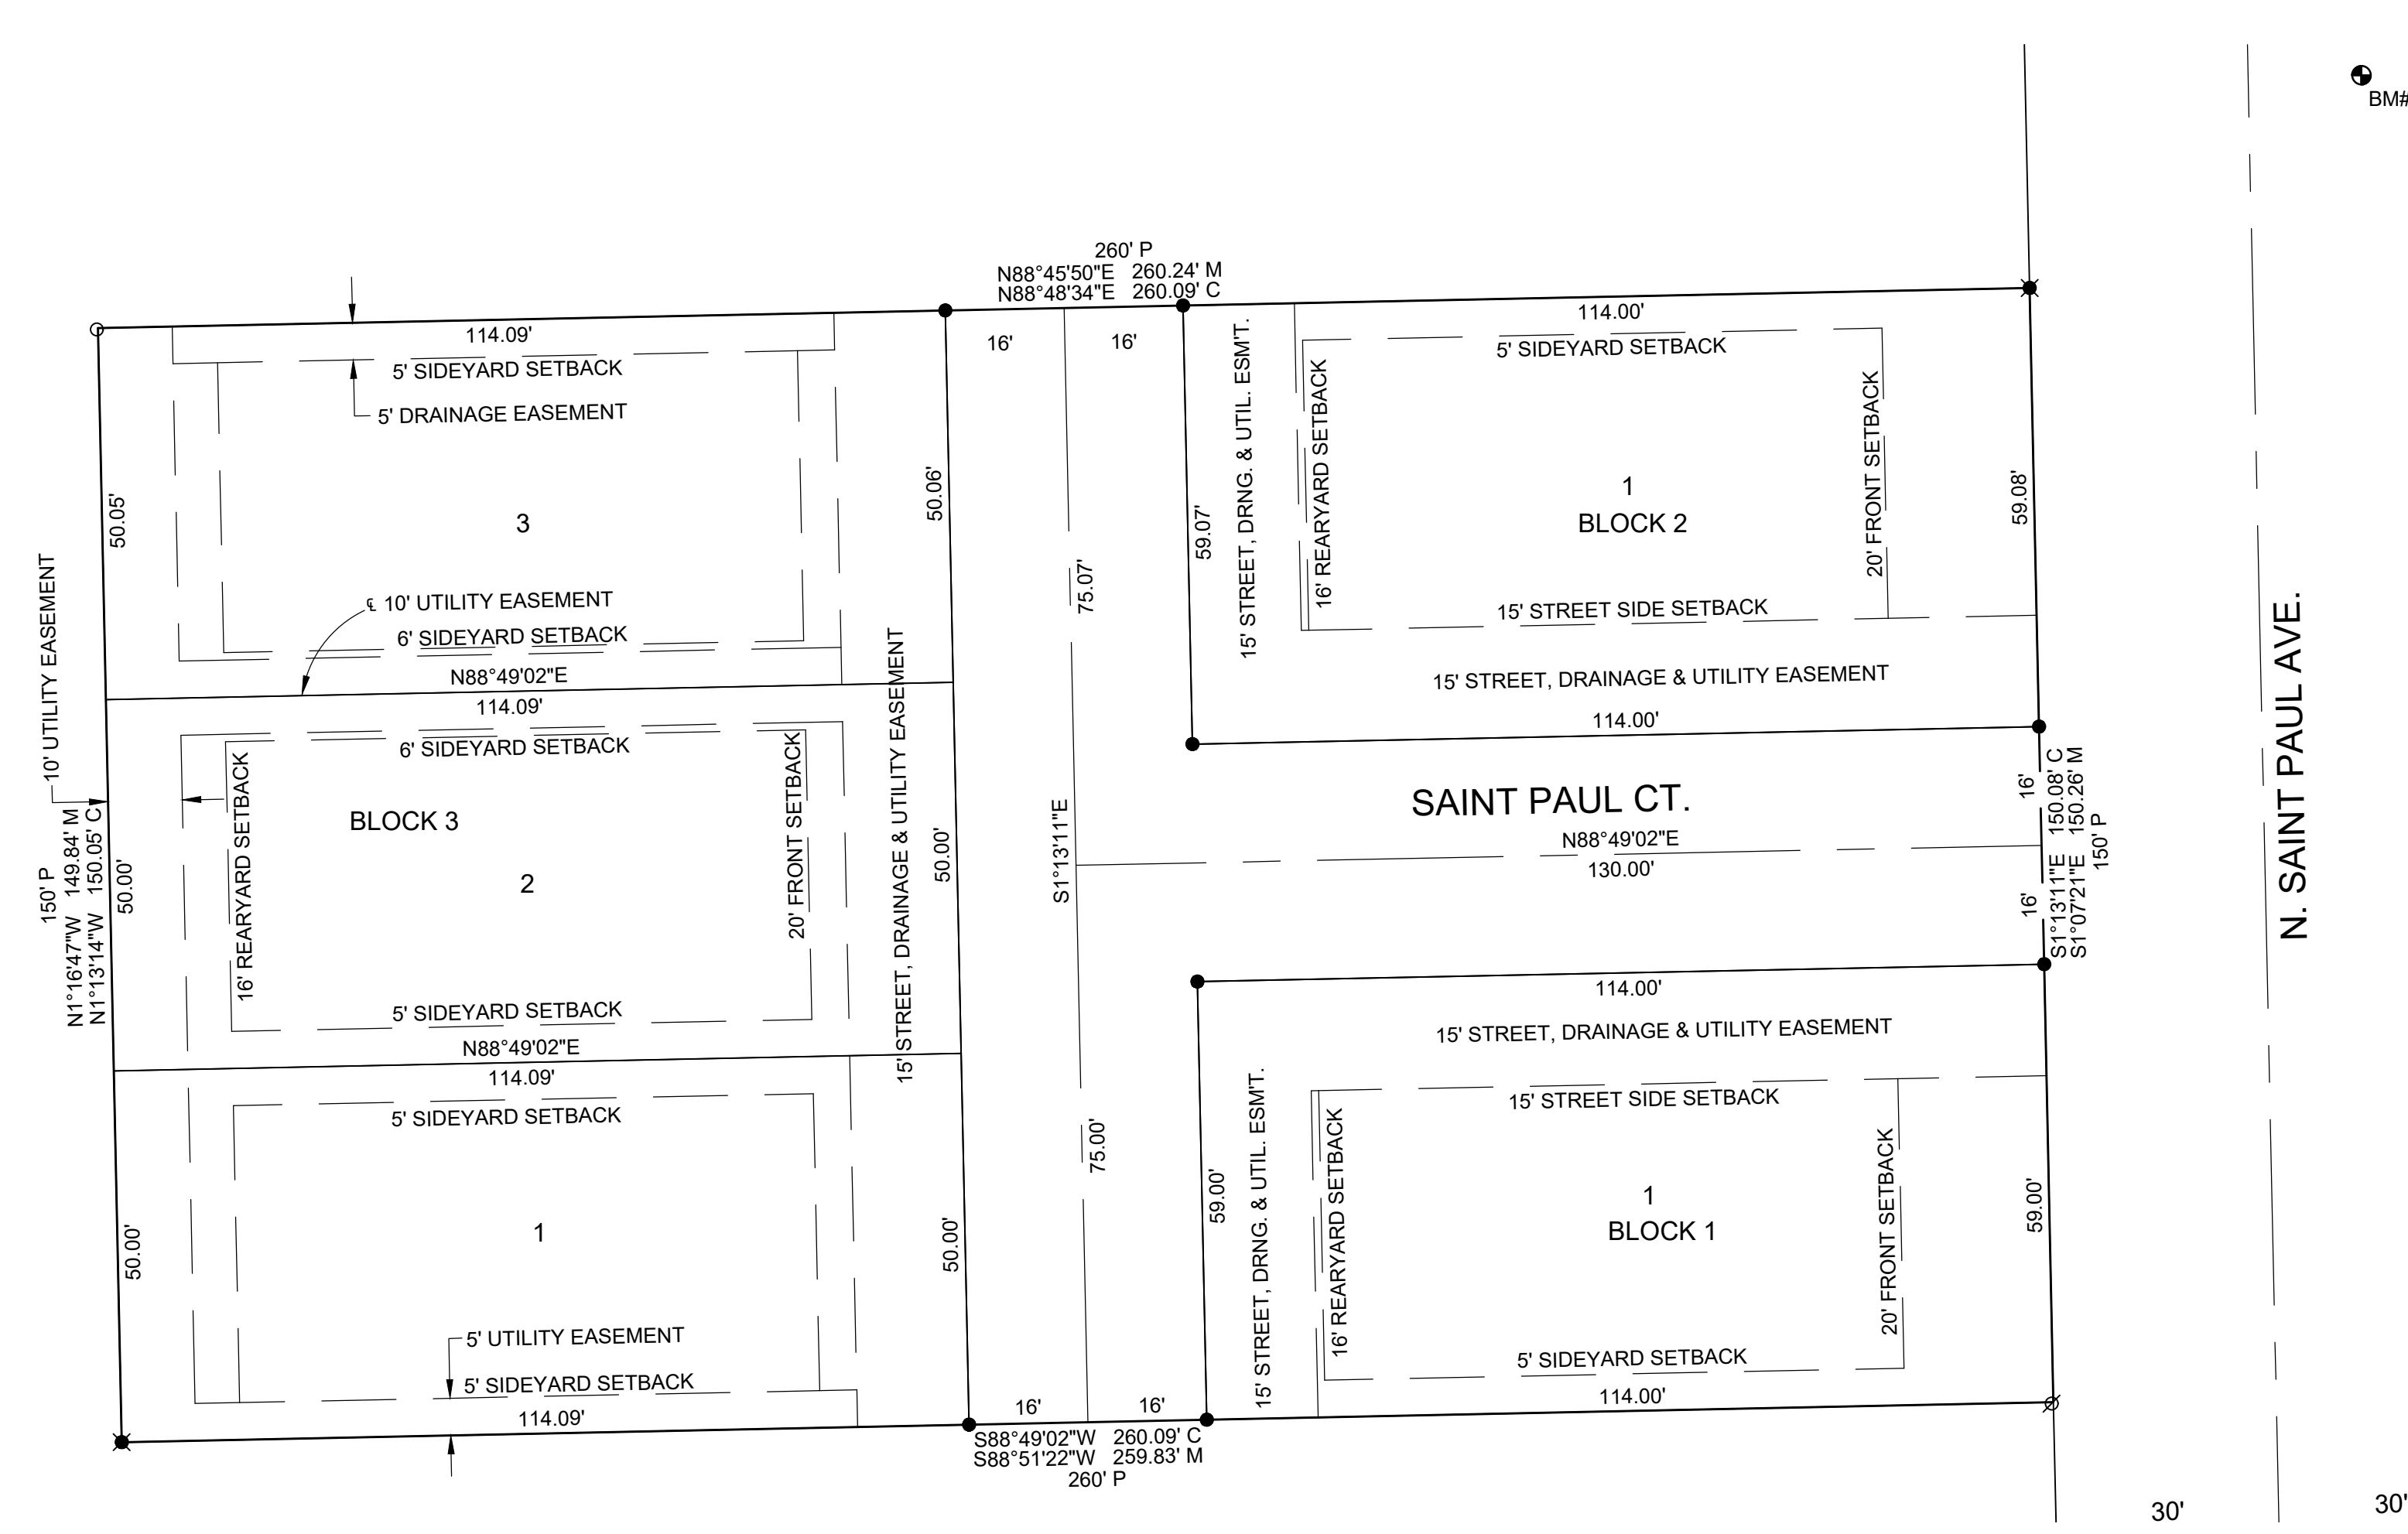 BM#
260' P
N88°45'50"E 260.24' M
N88°48'34"E 260.09' C
114.09'
5' SIDEYARD SETBACK
5' DRAINAGE EASEMENT
50.05'
3
50.06'
℄ 10' UTILITY EASEMENT
6' SIDEYARD SETBACK
N88°49'02"E
114.09'
6' SIDEYARD SETBACK
10' UTILITY EASEMENT
150' P
N1°16'47"W 149.84' M
N1°13'14"W 150.05' C
50.00'
16' REARYARD SETBACK
BLOCK 3
2
20' FRONT SETBACK
15' STREET, DRAINAGE & UTILITY EASEMENT
50.00'
5' SIDEYARD SETBACK
N88°49'02"E
114.09'
5' SIDEYARD SETBACK
1
50.00'
50.00'
5' UTILITY EASEMENT
5' SIDEYARD SETBACK
114.09'
16'
16'
75.07'
S1°13'11"E
75.00'
16'
16'
S88°49'02"W 260.09' C
S88°51'22"W 259.83' M
260' P
114.00'
5' SIDEYARD SETBACK
59.07'
15' STREET, DRNG. & UTIL. ESM'T.
16' REARYARD SETBACK
1
BLOCK 2
20' FRONT SETBACK
59.08'
15' STREET SIDE SETBACK
15' STREET, DRAINAGE & UTILITY EASEMENT
114.00'
SAINT PAUL CT.
N88°49'02"E
130.00'
16'
16'
S1°13'11"E 150.08' C
S1°07'21"E 150.26' M
150' P
114.00'
15' STREET, DRAINAGE & UTILITY EASEMENT
15' STREET SIDE SETBACK
59.00'
15' STREET, DRNG. & UTIL. ESM'T.
16' REARYARD SETBACK
1
BLOCK 1
20' FRONT SETBACK
59.00'
5' SIDEYARD SETBACK
114.00'
N. SAINT PAUL AVE.
30'
30'